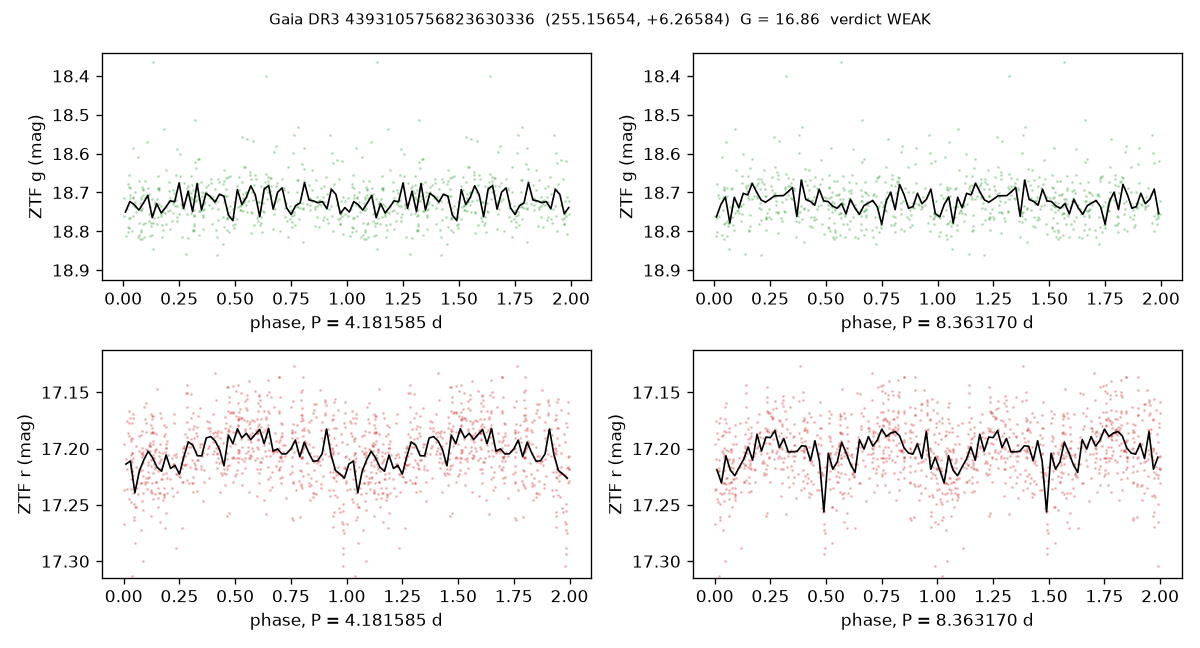 Gaia DR3 4393105756823630336  (255.15654, +6.26584)  G = 16.86  verdict WEAK
ZTF g (mag)
18.4
18.5
18.6
18.7
18.8
18.9
0.00 0.25 0.50 0.75 1.00 1.25 1.50 1.75 2.00
phase, P = 4.181585 d
ZTF g (mag)
18.4
18.5
18.6
18.7
18.8
18.9
0.00 0.25 0.50 0.75 1.00 1.25 1.50 1.75 2.00
phase, P = 8.363170 d
ZTF r (mag)
17.15
17.20
17.25
17.30
0.00 0.25 0.50 0.75 1.00 1.25 1.50 1.75 2.00
phase, P = 4.181585 d
ZTF r (mag)
17.15
17.20
17.25
17.30
0.00 0.25 0.50 0.75 1.00 1.25 1.50 1.75 2.00
phase, P = 8.363170 d